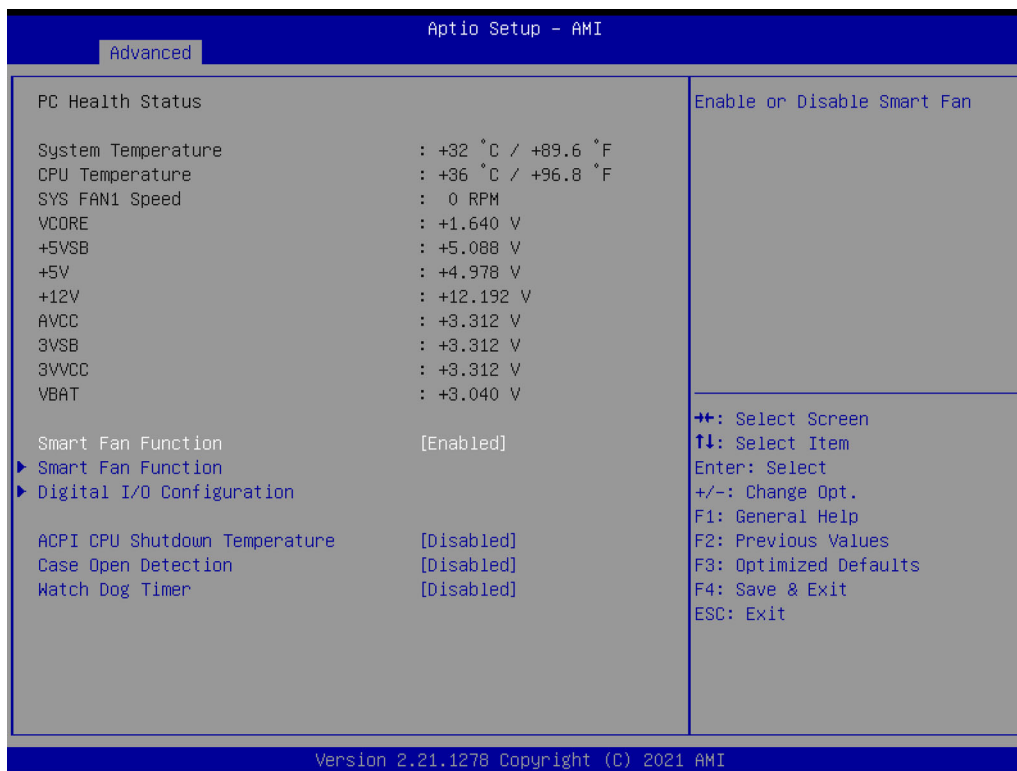 Aptio Setup – AMI
Advanced
PC Health Status
System Temperature : +32 °C / +89.6 °F
CPU Temperature : +36 °C / +96.8 °F
SYS FAN1 Speed : 0 RPM
VCORE : +1.640 V
+5VSB : +5.088 V
+5V : +4.978 V
+12V : +12.192 V
AVCC : +3.312 V
3VSB : +3.312 V
3VVCC : +3.312 V
VBAT : +3.040 V
Smart Fan Function [Enabled]
Smart Fan Function
Digital I/O Configuration
ACPI CPU Shutdown Temperature [Disabled]
Case Open Detection [Disabled]
Watch Dog Timer [Disabled]
Enable or Disable Smart Fan
→←: Select Screen
↑↓: Select Item
Enter: Select
+/-: Change Opt.
F1: General Help
F2: Previous Values
F3: Optimized Defaults
F4: Save & Exit
ESC: Exit
Version 2.21.1278 Copyright (C) 2021 AMI